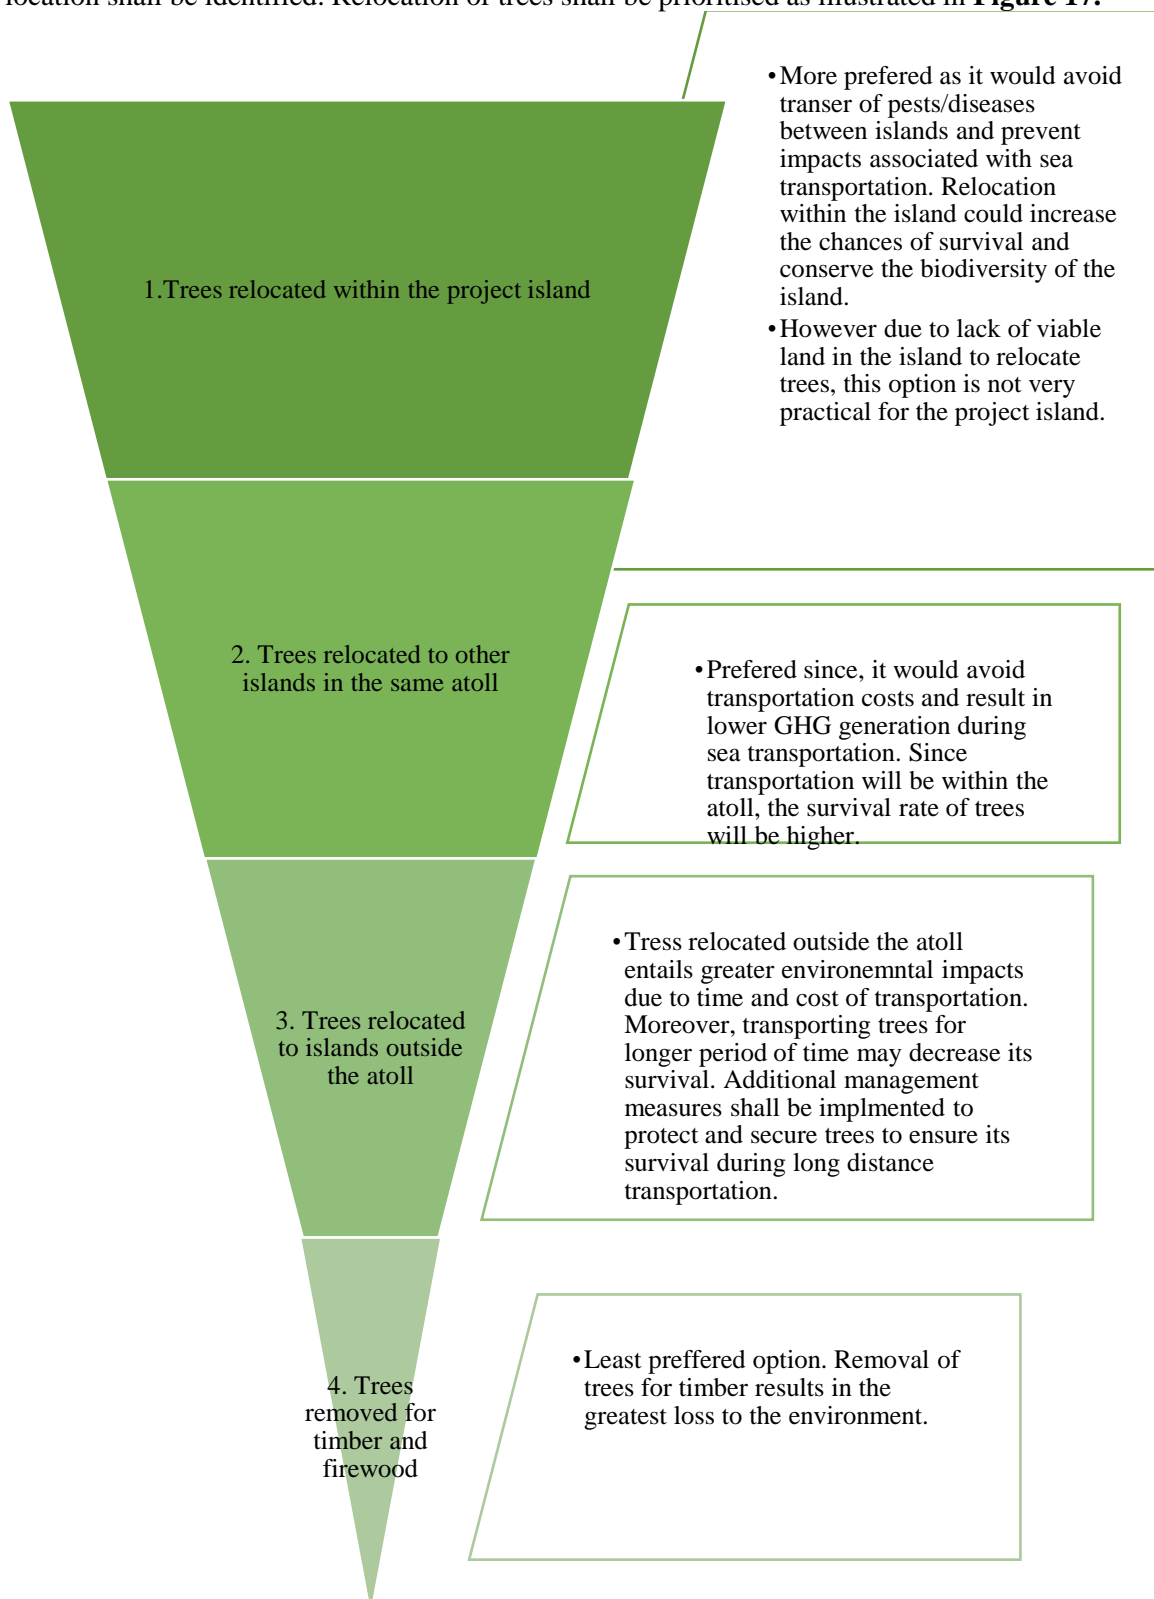 location shall be identified. Relocation of trees shall be prioritised as illustrated in Figure 17.
•More prefered as it would avoid
transer of pests/diseases
between islands and prevent
impacts associated with sea
transportation. Relocation
within the island could increase
the chances of survival and
conserve the biodiversity of the
island.
•However due to lack of viable
land in the island to relocate
trees, this option is not very
practical for the project island.
1.Trees relocated within the project island
2. Trees relocated to other
islands in the same atoll
•Prefered since, it would avoid
transportation costs and result in
lower GHG generation during
sea transportation. Since
transportation will be within the
atoll, the survival rate of trees
will be higher.
3. Trees relocated
to islands outside
the atoll
•Tress relocated outside the atoll
entails greater environemntal impacts
due to time and cost of transportation.
Moreover, transporting trees for
longer period of time may decrease its
survival. Additional management
measures shall be implmented to
protect and secure trees to ensure its
survival during long distance
transportation.
4. Trees
removed for
timber and
firewood
•Least preffered option. Removal of
trees for timber results in the
greatest loss to the environment.